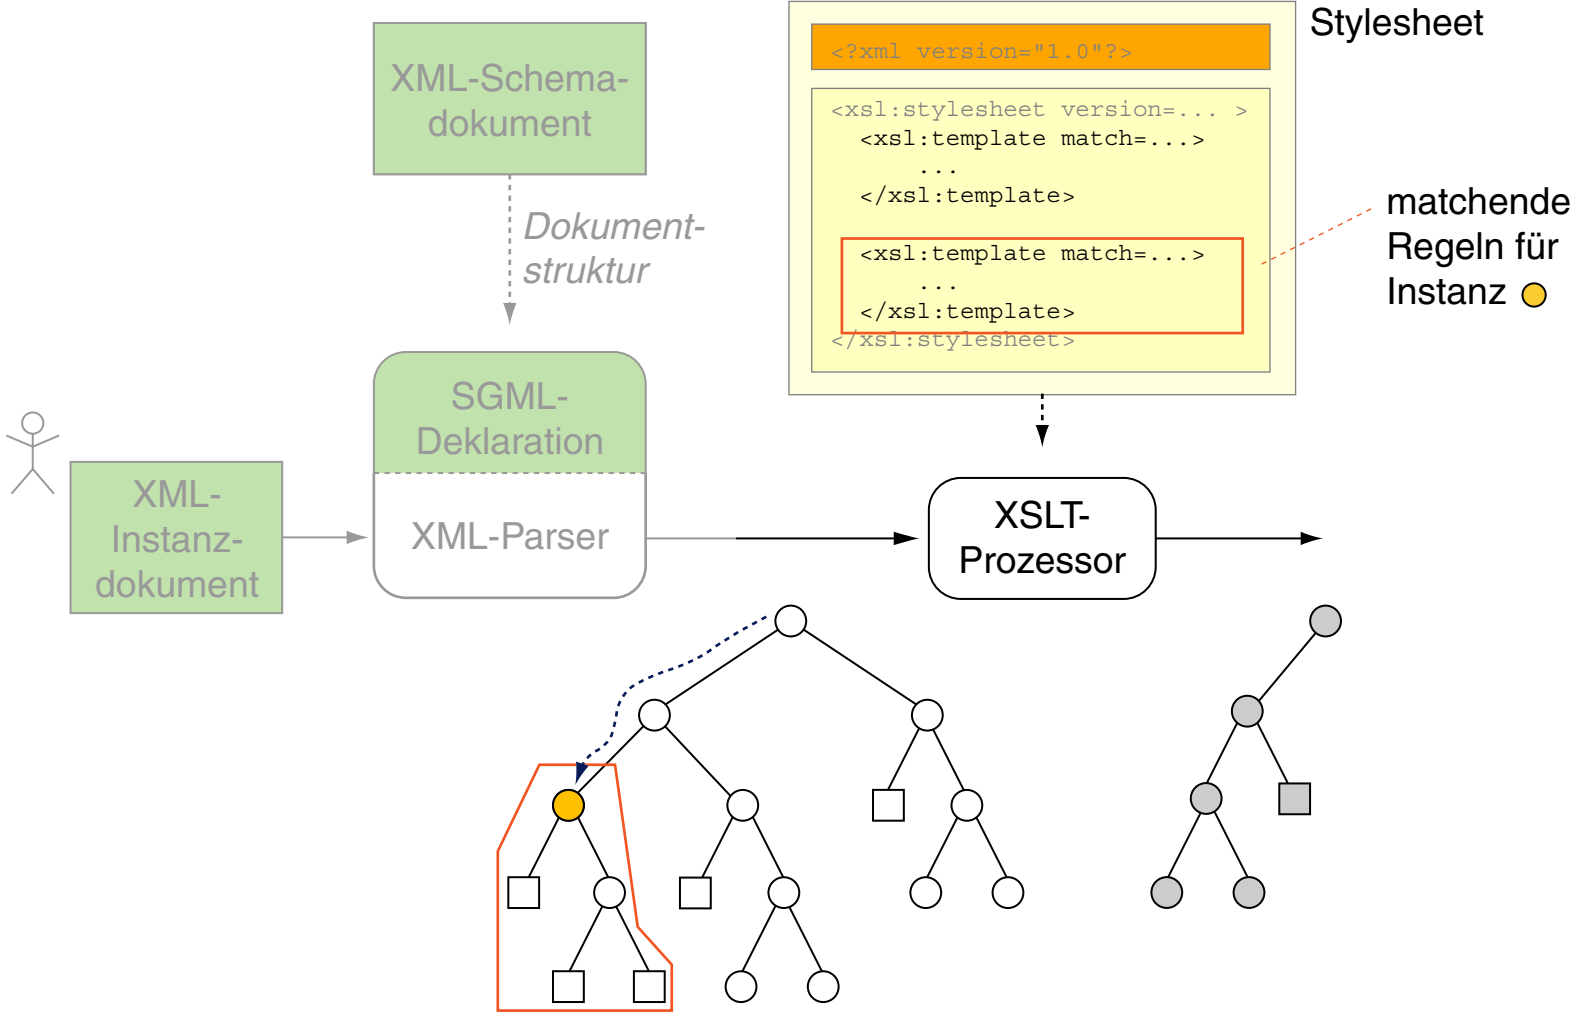 Stylesheet
<?xml version="1.0"?>
<xsl:stylesheet version=... >
<xsl:template match=...>
...
</xsl:template>
<xsl:template match=...>
...
</xsl:template>
</xsl:stylesheet>
matchende
Regeln für
Instanz
XML-Schema-
dokument
Dokument-
struktur
SGML-
Deklaration
XML-Parser
XML-
Instanz-
dokument
XSLT-
Prozessor